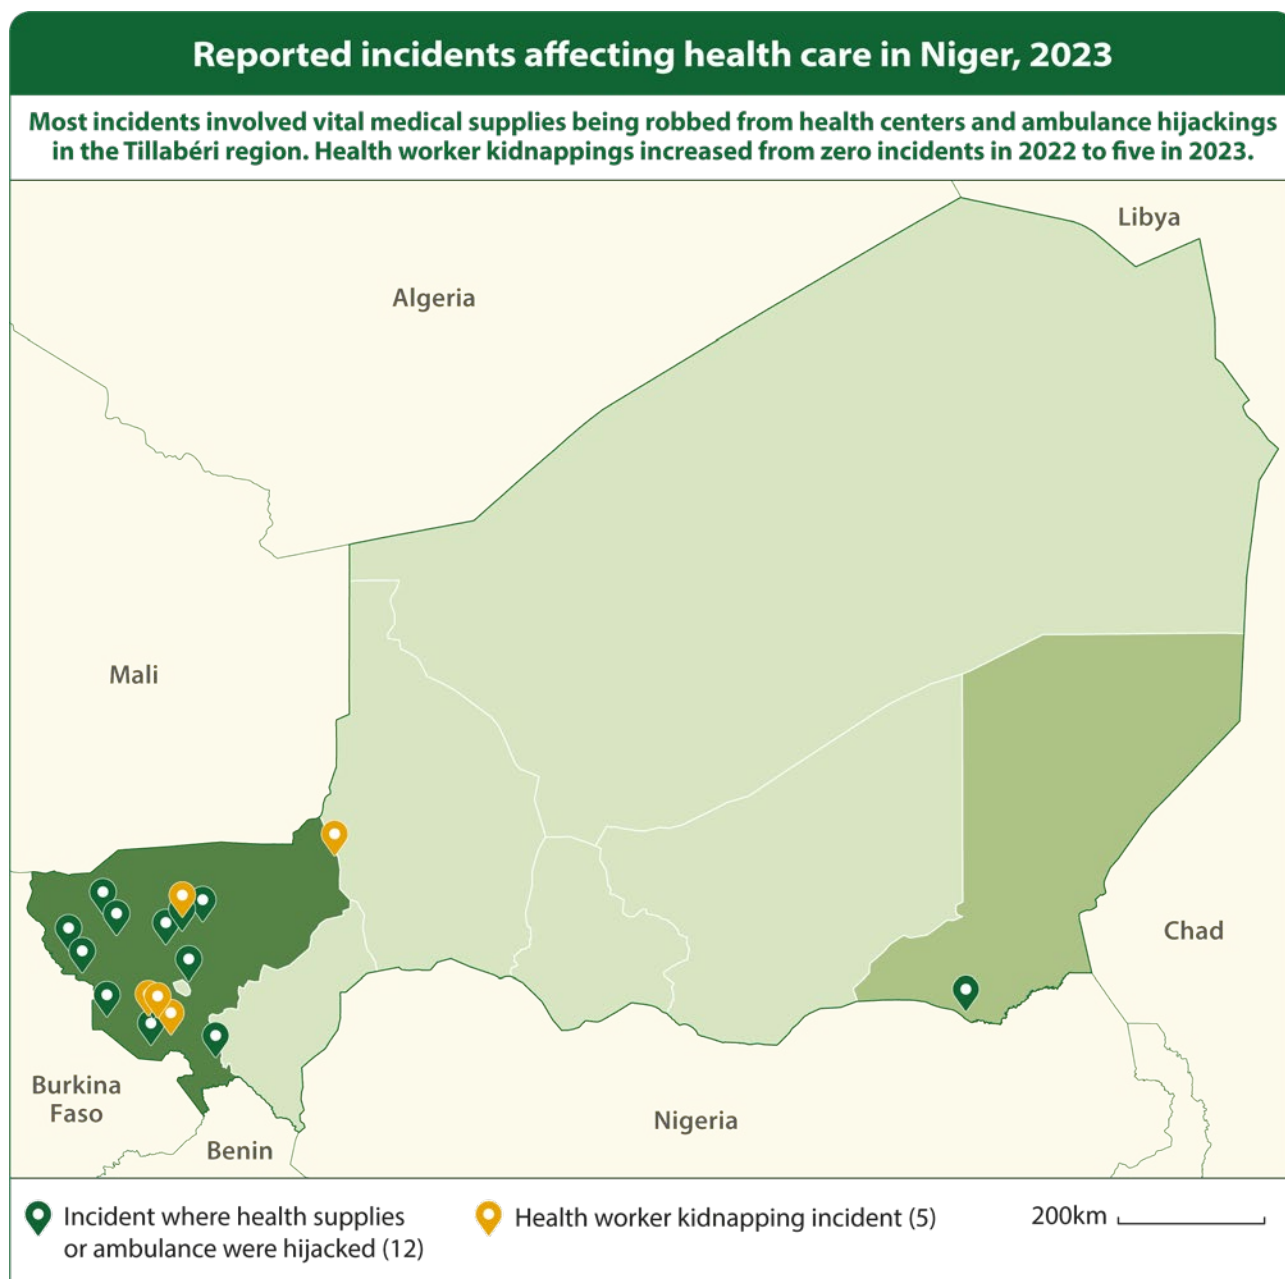 Reported incidents affecting health care in Niger, 2023
Most incidents involved vital medical supplies being robbed from health centers and ambulance hijackings
in the Tillabéri region. Health worker kidnappings increased from zero incidents in 2022 to five in 2023.
Libya
Algeria
Mali
Chad
Burkina
Faso
Nigeria
Benin
Incident where health supplies
or ambulance were hijacked (12)
Health worker kidnapping incident (5)
200km